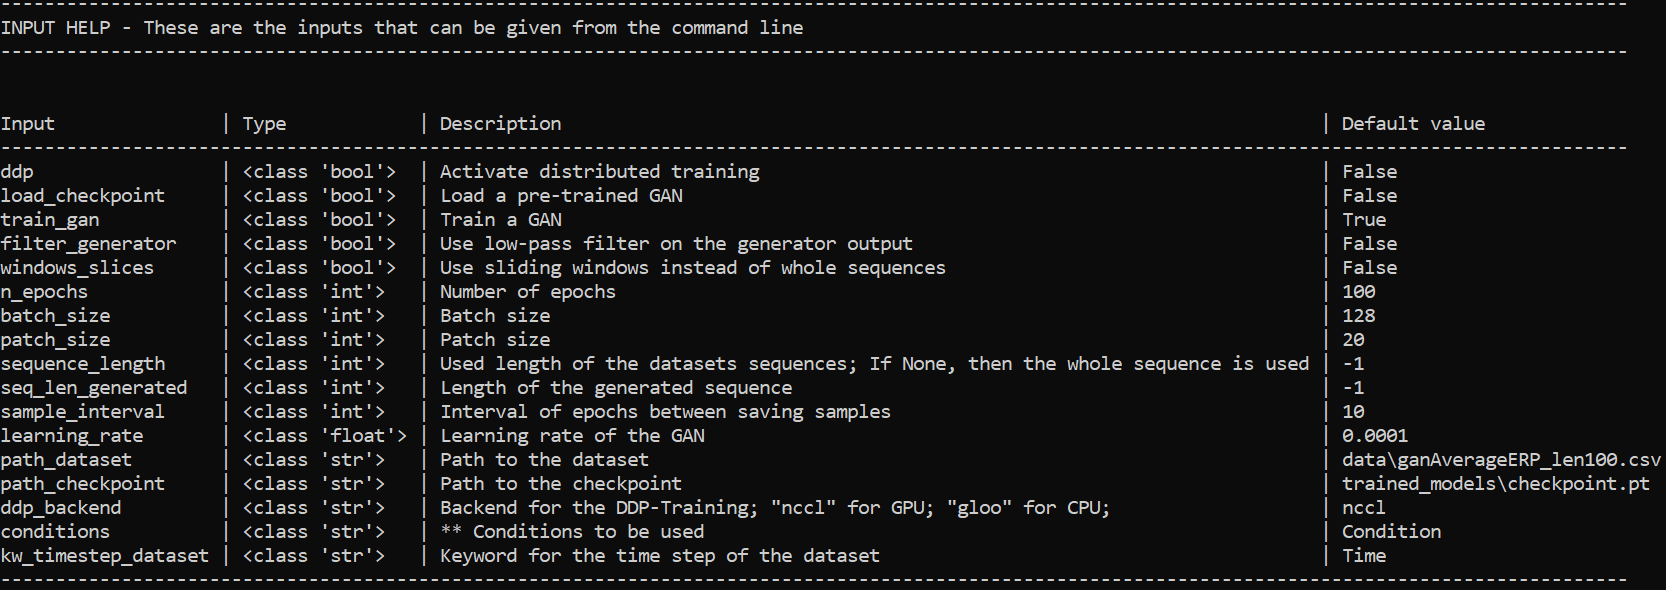 --------------------------------------------------------------------------------------------------------------------------------------------------------------------
INPUT HELP - These are the inputs that can be given from the command line
--------------------------------------------------------------------------------------------------------------------------------------------------------------------
Input               | Type            | Description                                                                     | Default value
--------------------------------------------------------------------------------------------------------------------------------------------------------------------
ddp                 | <class 'bool'>  | Activate distributed training                                                   | False
load_checkpoint     | <class 'bool'>  | Load a pre-trained GAN                                                          | False
train_gan           | <class 'bool'>  | Train a GAN                                                                     | True
filter_generator    | <class 'bool'>  | Use low-pass filter on the generator output                                     | False
windows_slices      | <class 'bool'>  | Use sliding windows instead of whole sequences                                  | False
n_epochs            | <class 'int'>   | Number of epochs                                                                | 100
batch_size          | <class 'int'>   | Batch size                                                                      | 128
patch_size          | <class 'int'>   | Patch size                                                                      | 20
sequence_length     | <class 'int'>   | Used length of the datasets sequences; If None, then the whole sequence is used | -1
seq_len_generated   | <class 'int'>   | Length of the generated sequence                                                | -1
sample_interval     | <class 'int'>   | Interval of epochs between saving samples                                       | 10
learning_rate       | <class 'float'> | Learning rate of the GAN                                                        | 0.0001
path_dataset        | <class 'str'>   | Path to the dataset                                                             | data\ganAverageERP_len100.csv
path_checkpoint     | <class 'str'>   | Path to the checkpoint                                                          | trained_models\checkpoint.pt
ddp_backend         | <class 'str'>   | Backend for the DDP-Training; "nccl" for GPU; "gloo" for CPU;                   | nccl
conditions          | <class 'str'>   | ** Conditions to be used                                                        | Condition
kw_timestep_dataset | <class 'str'>   | Keyword for the time step of the dataset                                        | Time
--------------------------------------------------------------------------------------------------------------------------------------------------------------------